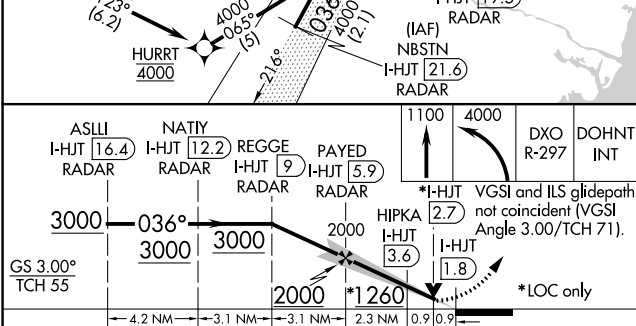 (6.2)
HURRT
4000
4000
065°
(5)
216°
036°
4000
(2.1)
(IAF)
NBSTN
I-HJT 21.6
RADAR
RADAR
ASLLI
I-HJT 16.4
RADAR
NATIY
I-HJT 12.2
RADAR
REGGE
I-HJT 9
RADAR
PAYED
I-HJT 5.9
RADAR
1100
4000
DXO
R-297
DOHNT
INT
*I-HJT
2.7
HIPKA
I-HJT
3.6
I-HJT
1.8
VGSI and ILS glidepath
not coincident (VGSI
Angle 3.00/TCH 71).
3000
036°
3000
3000
2000
2000
*1260
GS 3.00°
TCH 55
*LOC only
4.2 NM
3.1 NM
3.1 NM
2.3 NM
0.9
0.9